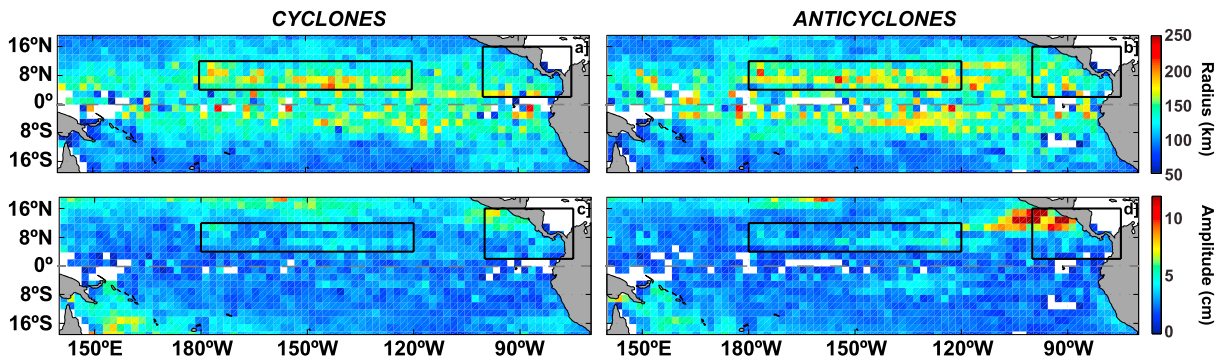 CYCLONES ANTICYCLONES
16ºN a) b) 250
8ºN 200
0º 150
8ºS 100
16ºS 50
Radius (km)
16ºN c) d)
8ºN 10
0º 5
8ºS
16ºS 0
Amplitude (cm)
150ºE 180ºW 150ºW 120ºW 90ºW 150ºE 180ºW 150ºW 120ºW 90ºW